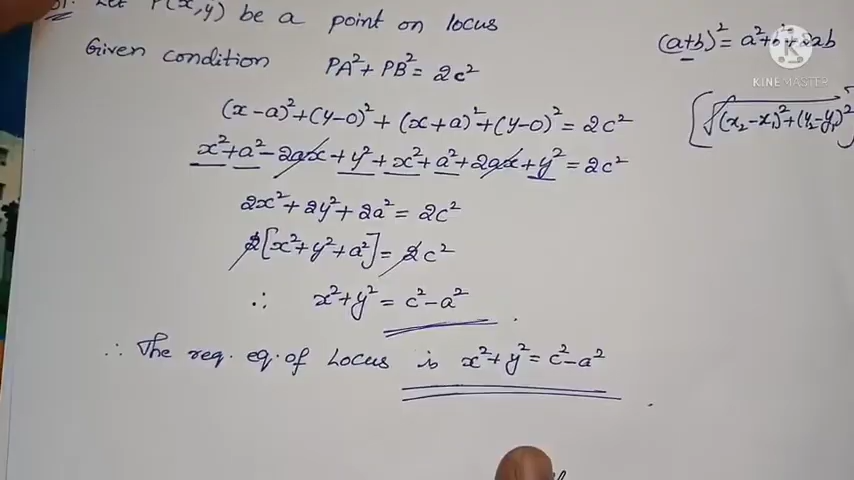 Let P(x,y) be a point on locus
Given condition PA²+PB²= 2c²
(a+b)² = a²+b²+2ab
KINEMASTER
(x-a)²+(y-0)²+(x+a)²+(y-0)² = 2c²
[√(x₂-x₁)²+(y₂-y₁)²
x²+a²-2ax+y²+x²+a²+2ax+y² = 2c²
2x²+2y²+2a² = 2c²
2[x²+y²+a²] = 2c²
∴ x²+y² = c²-a²
∴ The req. eq. of Locus is x²+y² = c²-a²